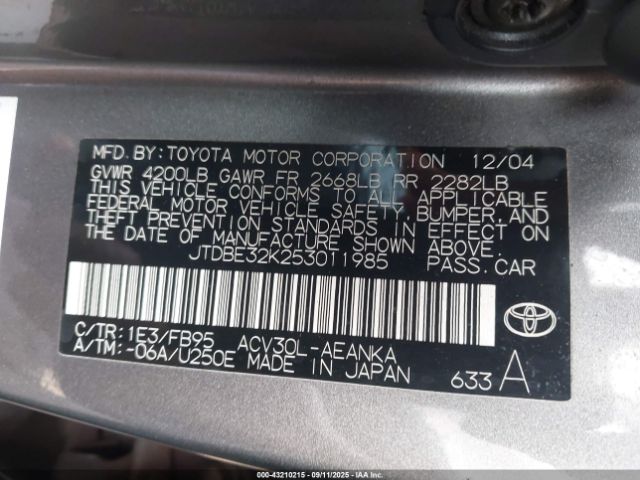 MFD. BY: TOYOTA MOTOR CORPORATION 12/04
GVWR 4200LB GAWR FR 2668LB RR 2282LB
THIS VEHICLE CONFORMS TO ALL APPLICABLE
FEDERAL MOTOR VEHICLE SAFETY, BUMPER, AND
THEFT PREVENTION STANDARDS IN EFFECT ON
THE DATE OF MANUFACTURE SHOWN ABOVE.
JTDBE32K253011985 PASS. CAR
C/TR: 1E3/FB95 ACV30L-AEANKA
A/TM: -06A/U250E MADE IN JAPAN 633 A
000-43210215 - 09/11/2025 - IAAI.COM